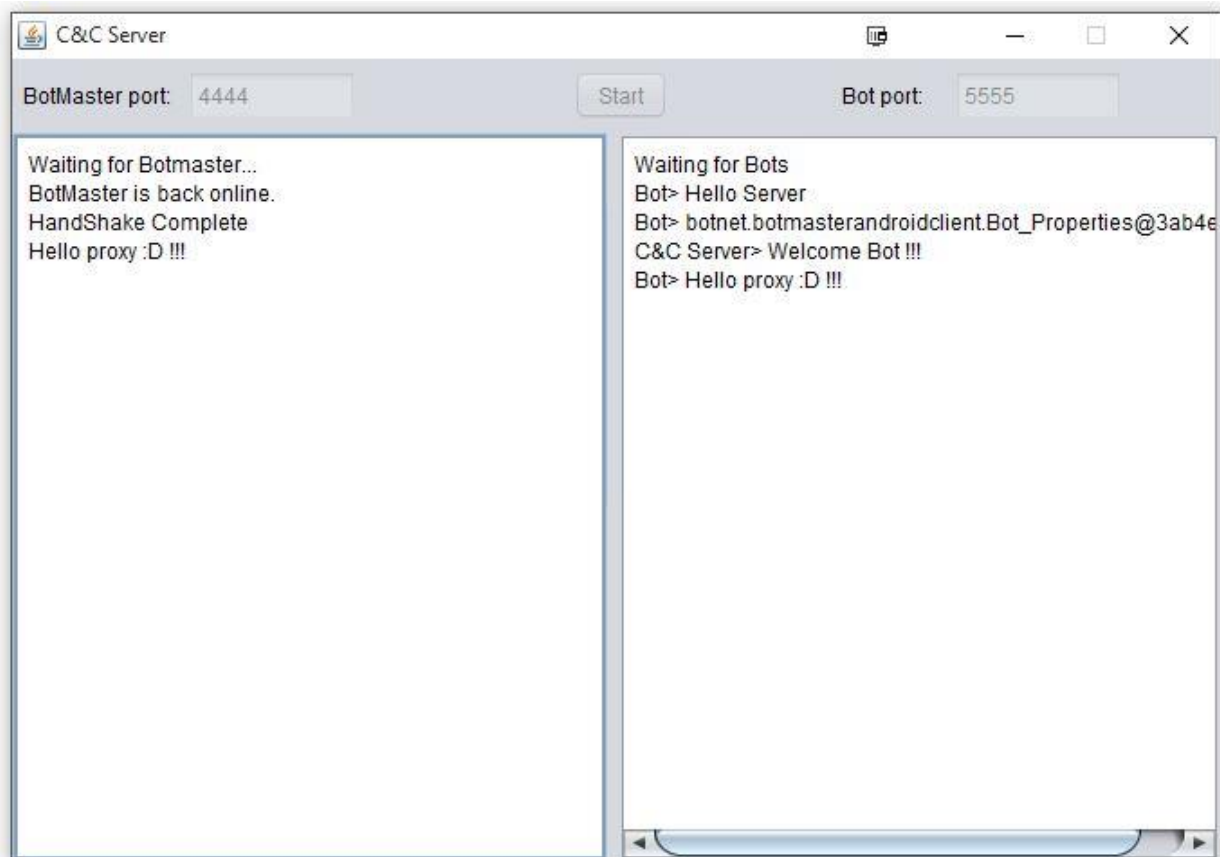 C&C Server
BotMaster port: 4444 Start Bot port: 5555
Waiting for Botmaster...
BotMaster is back online.
HandShake Complete
Hello proxy :D !!!
Waiting for Bots
Bot> Hello Server
Bot> botnet.botmasterandroidclient.Bot_Properties@3ab4e
C&C Server> Welcome Bot !!!
Bot> Hello proxy :D !!!